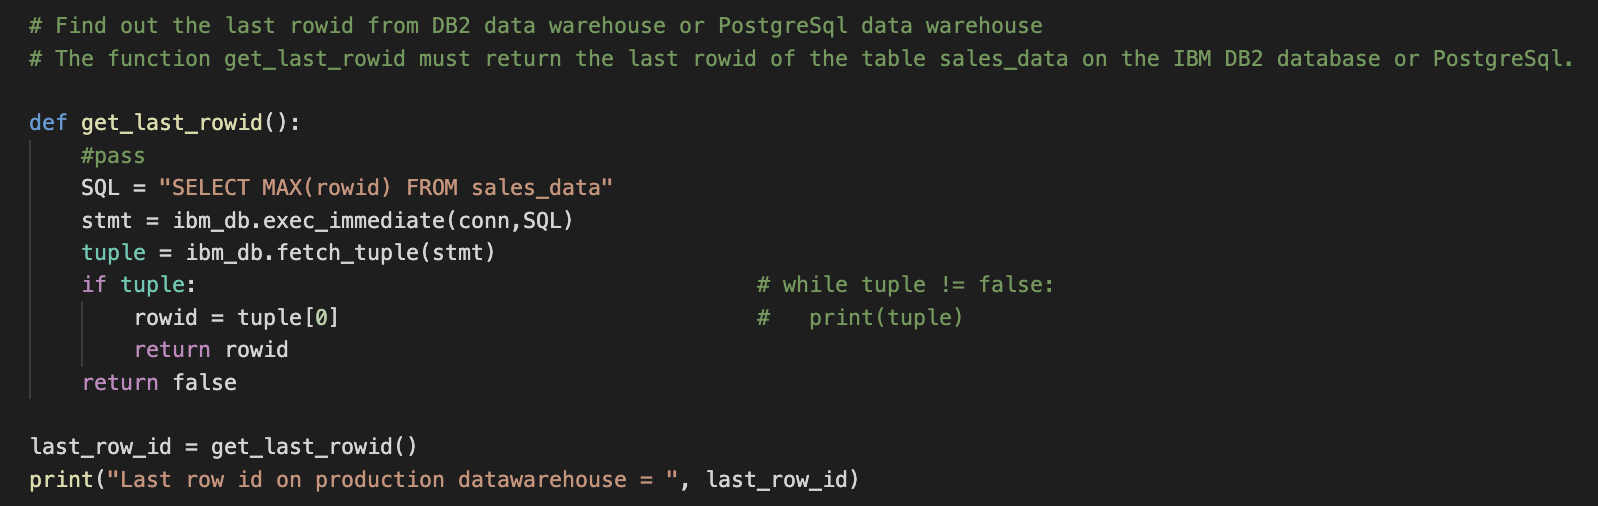 # Find out the last rowid from DB2 data warehouse or PostgreSql data warehouse
# The function get_last_rowid must return the last rowid of the table sales_data on the IBM DB2 database or PostgreSql.

def get_last_rowid():
    #pass
    SQL = "SELECT MAX(rowid) FROM sales_data"
    stmt = ibm_db.exec_immediate(conn,SQL)
    tuple = ibm_db.fetch_tuple(stmt)
    if tuple:                                           # while tuple != false:
        rowid = tuple[0]                                #   print(tuple)
        return rowid
    return false

last_row_id = get_last_rowid()
print("Last row id on production datawarehouse = ", last_row_id)